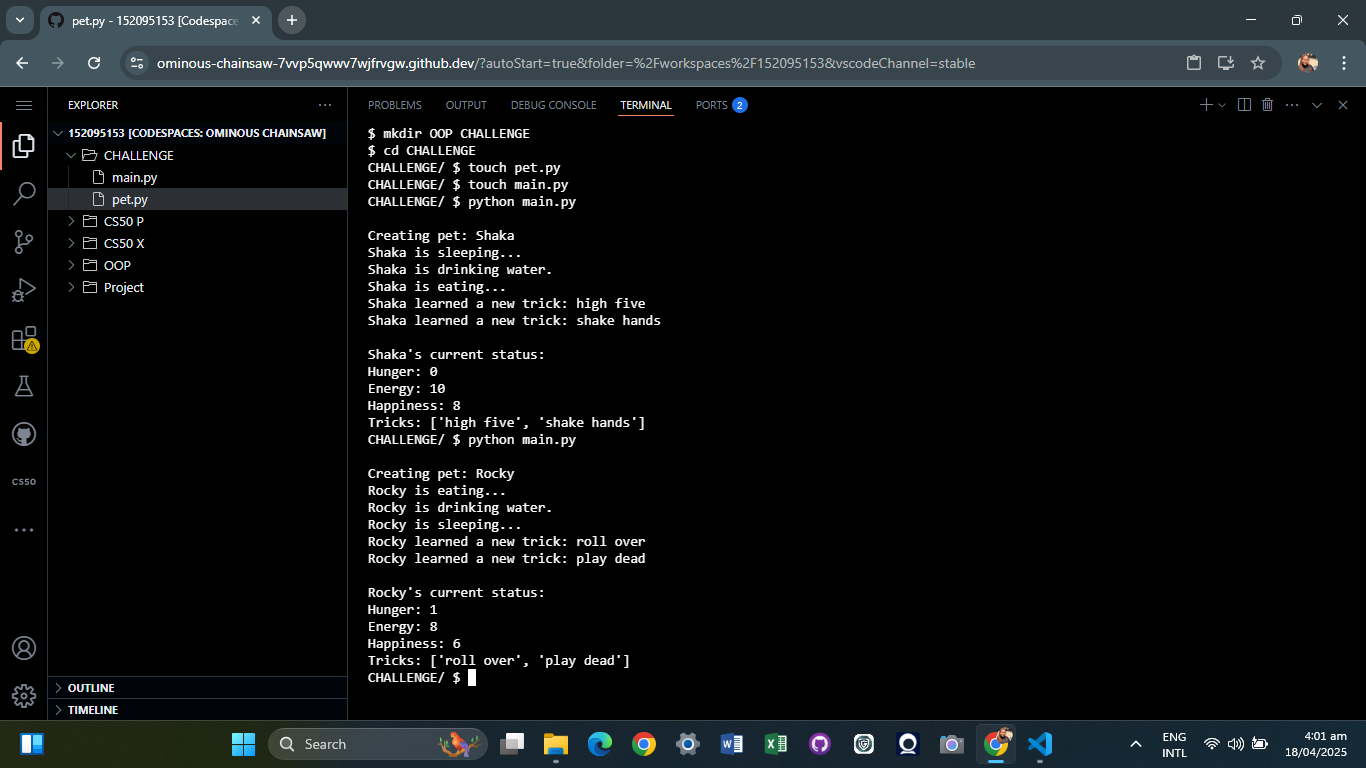 pet.py - 152095153 [Codespace
ominous-chainsaw-7vvp5qwwv7wjfrvgw.github.dev/?autoStart=true&folder=%2Fworkspaces%2F152095153&vscodeChannel=stable
EXPLORER
152095153 [CODESPACES: OMINOUS CHAINSAW]
CHALLENGE
main.py
pet.py
CS50 P
CS50 X
OOP
Project
CS50
OUTLINE
TIMELINE
PROBLEMS OUTPUT DEBUG CONSOLE TERMINAL PORTS 2
$ mkdir OOP CHALLENGE
$ cd CHALLENGE
CHALLENGE/ $ touch pet.py
CHALLENGE/ $ touch main.py
CHALLENGE/ $ python main.py
Creating pet: Shaka
Shaka is sleeping...
Shaka is drinking water.
Shaka is eating...
Shaka learned a new trick: high five
Shaka learned a new trick: shake hands
Shaka's current status:
Hunger: 0
Energy: 10
Happiness: 8
Tricks: ['high five', 'shake hands']
CHALLENGE/ $ python main.py
Creating pet: Rocky
Rocky is eating...
Rocky is drinking water.
Rocky is sleeping...
Rocky learned a new trick: roll over
Rocky learned a new trick: play dead
Rocky's current status:
Hunger: 1
Energy: 8
Happiness: 6
Tricks: ['roll over', 'play dead']
CHALLENGE/ $
Search
ENG
INTL
4:01 am
18/04/2025